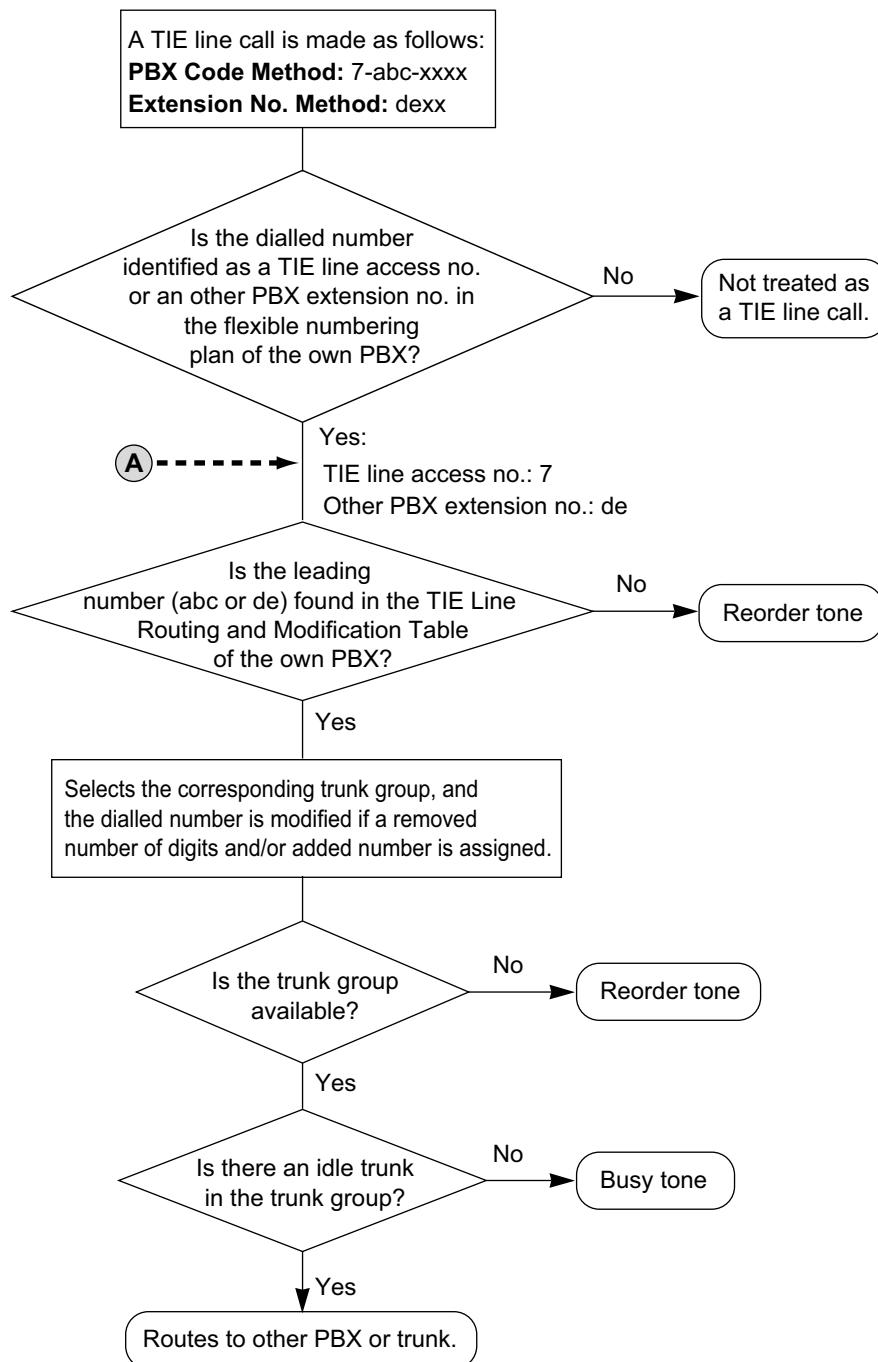 A TIE line call is made as follows:
PBX Code Method: 7-abc-xxxx
Extension No. Method: dexx
Is the dialled number
identified as a TIE line access no.
or an other PBX extension no. in
the flexible numbering
plan of the own PBX?
No
Not treated as
a TIE line call.
A
Yes:
TIE line access no.: 7
Other PBX extension no.: de
Is the leading
number (abc or de) found in the TIE Line
Routing and Modification Table
of the own PBX?
No
Reorder tone
Yes
Selects the corresponding trunk group, and
the dialled number is modified if a removed
number of digits and/or added number is assigned.
Is the trunk group
available?
No
Reorder tone
Yes
Is there an idle trunk
in the trunk group?
No
Busy tone
Yes
Routes to other PBX or trunk.